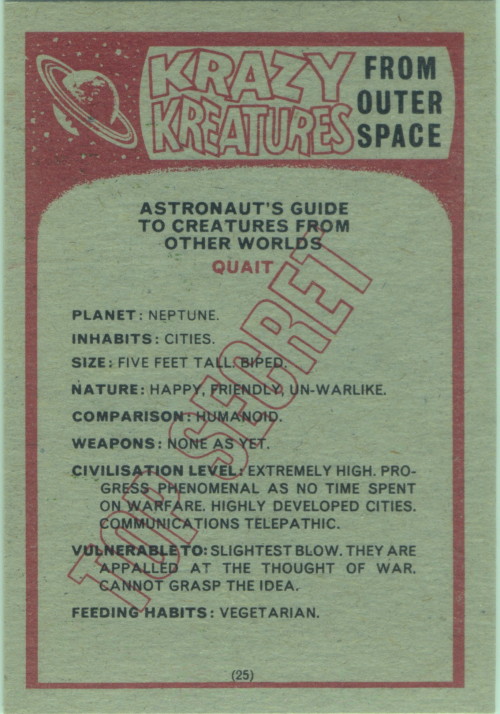 KRAZY
KREATURES
FROM
OUTER
SPACE
ASTRONAUT'S GUIDE
TO CREATURES FROM
OTHER WORLDS
QUAIT
PLANET: NEPTUNE.
INHABITS: CITIES.
SIZE: FIVE FEET TALL. BIPED.
NATURE: HAPPY, FRIENDLY, UN-WARLIKE.
COMPARISON: HUMANOID.
WEAPONS: NONE AS YET.
CIVILISATION LEVEL: EXTREMELY HIGH. PRO-
GRESS PHENOMENAL AS NO TIME SPENT
ON WARFARE. HIGHLY DEVELOPED CITIES.
COMMUNICATIONS TELEPATHIC.
VULNERABLE TO: SLIGHTEST BLOW. THEY ARE
APPALLED AT THE THOUGHT OF WAR.
CANNOT GRASP THE IDEA.
FEEDING HABITS: VEGETARIAN.
TOP SECRET
(25)